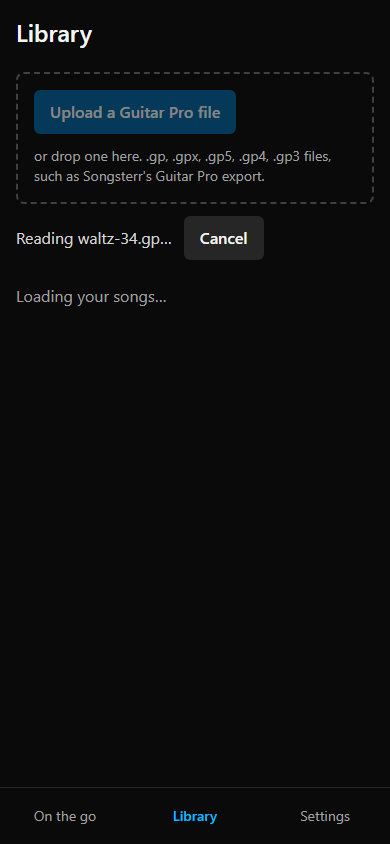 Library
Upload a Guitar Pro file
or drop one here. .gp, .gpx, .gp5, .gp4, .gp3 files,
such as Songsterr's Guitar Pro export.
Reading waltz-34.gp... Cancel
Loading your songs...
On the go Library Settings